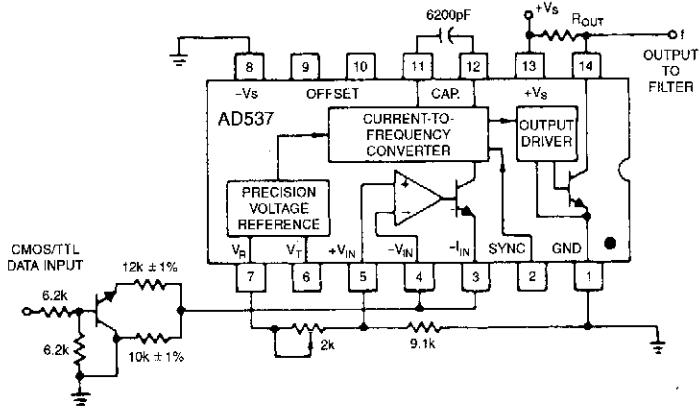 6200pF
+VS
ROUT
f
OUTPUT
TO
FILTER
8
9
10
11
12
13
14
–VS
OFFSET
CAP.
+VS
AD537
CURRENT-TO-
FREQUENCY
CONVERTER
OUTPUT
DRIVER
PRECISION
VOLTAGE
REFERENCE
+
–
VR
VT
+VIN
–VIN
–IIN
SYNC
GND
7
6
5
4
3
2
1
CMOS/TTL
DATA INPUT
12k ±1%
6.2k
6.2k
10k ±1%
2k
9.1k